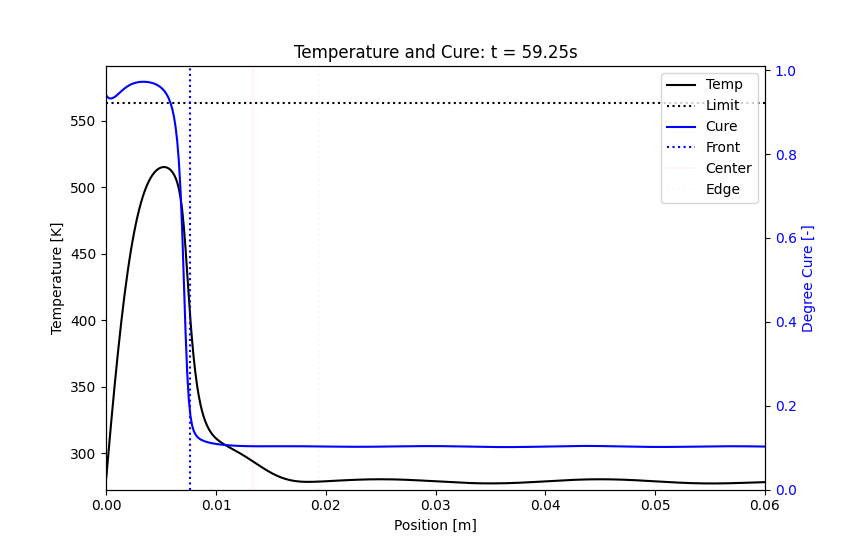 Temperature and Cure: t = 59.25s
Temperature [K]
550
500
450
400
350
300
1.0
0.8
0.6
0.4
0.2
0.0
Degree Cure [-]
Temp
Limit
Cure
Front
Center
Edge
0.00
0.01
0.02
0.03
0.04
0.05
0.06
Position [m]